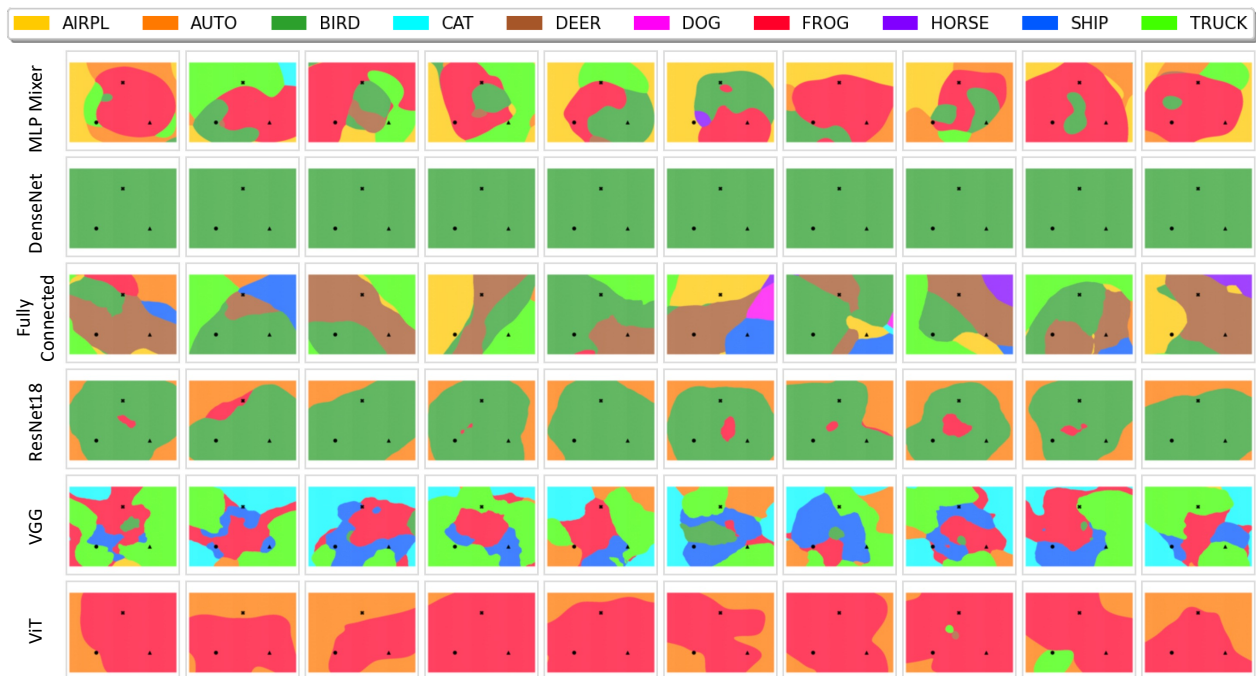 AIRPL AUTO BIRD CAT DEER DOG FROG HORSE SHIP TRUCK
MLP Mixer
DenseNet
Fully
Connected
ResNet18
VGG
ViT